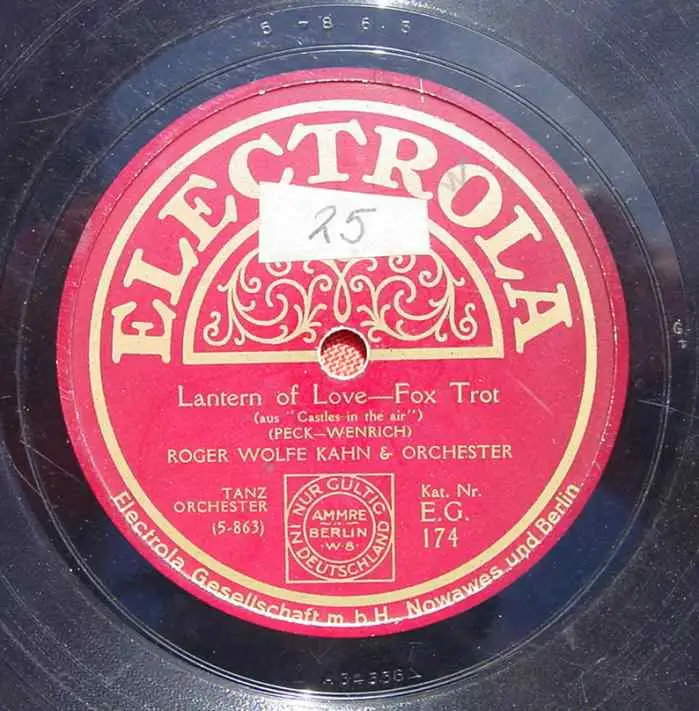 5-863
ELECTROLA
25
W
Lantern of Love—Fox Trot
(aus "Castles in the air")
(PECK—WENRICH)
ROGER WOLFE KAHN & ORCHESTER
TANZ
ORCHESTER
(5-863)
NUR GÜLTIG
IN DEUTSCHLAND
AMMRE
BERLIN
·W·8·
Kat. Nr.
E.G.
174
Electrola Gesellschaft m.b.H., Nowawes und Berlin
G